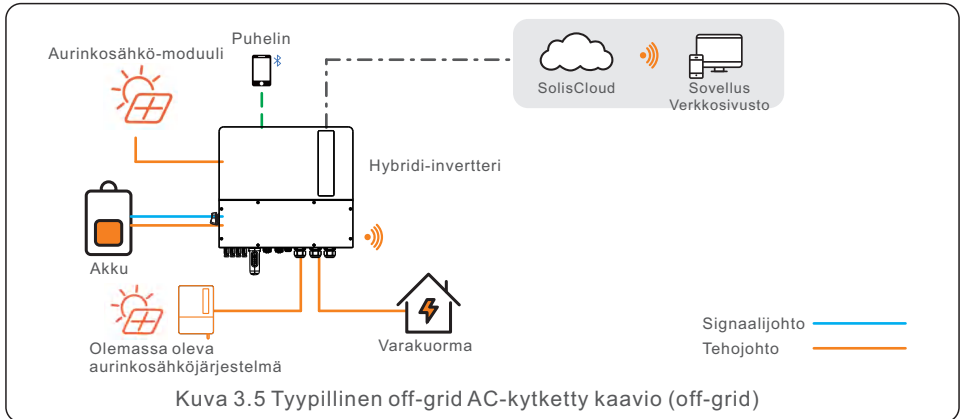 Puhelin
Aurinkosähkö-moduuli
SolisCloud
Sovellus
Verkkosivusto
Hybridi-invertteri
Akku
Olemassa oleva
aurinkosähköjärjestelmä
Varakuorma
Signaalijohto
Tehojohto
Kuva 3.5 Tyypillinen off-grid AC-kytketty kaavio (off-grid)